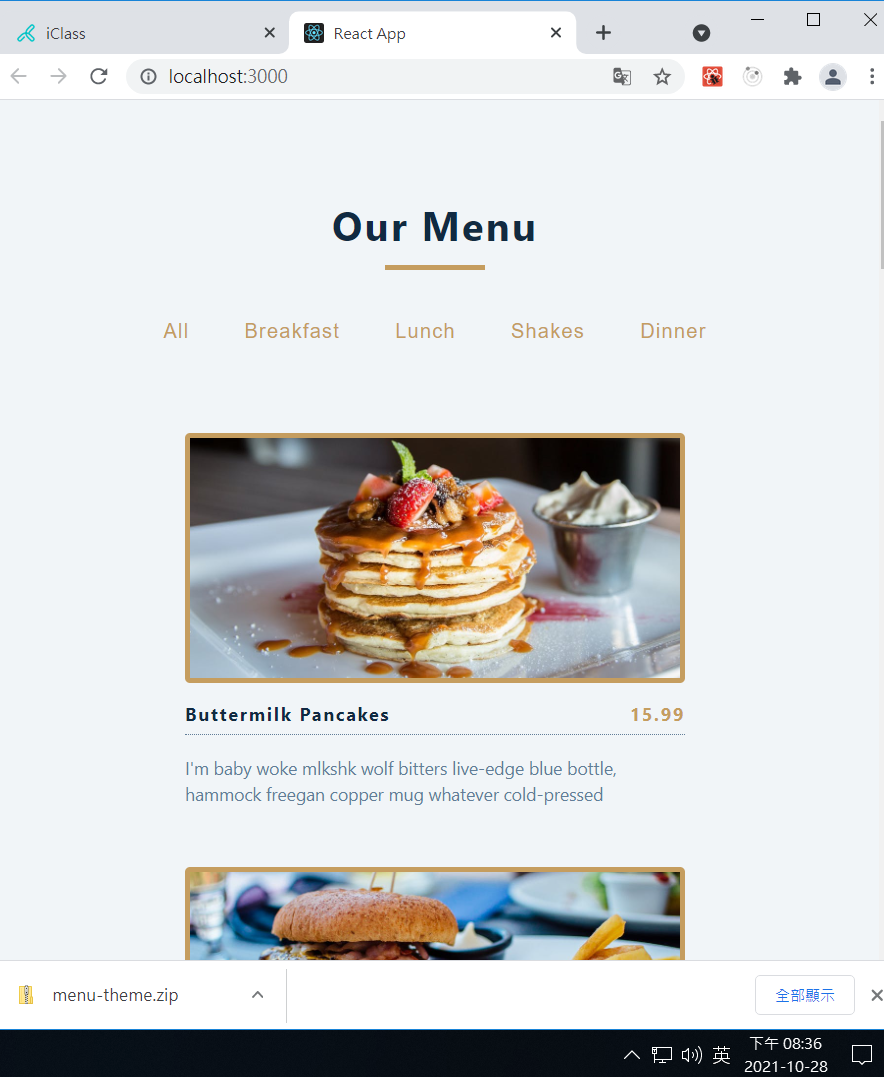 iClass
React App
localhost:3000
Our Menu
All Breakfast Lunch Shakes Dinner
Buttermilk Pancakes 15.99
I'm baby woke mlkshk wolf bitters live-edge blue bottle,
hammock freegan copper mug whatever cold-pressed
menu-theme.zip
全部顯示
英
下午 08:36
2021-10-28